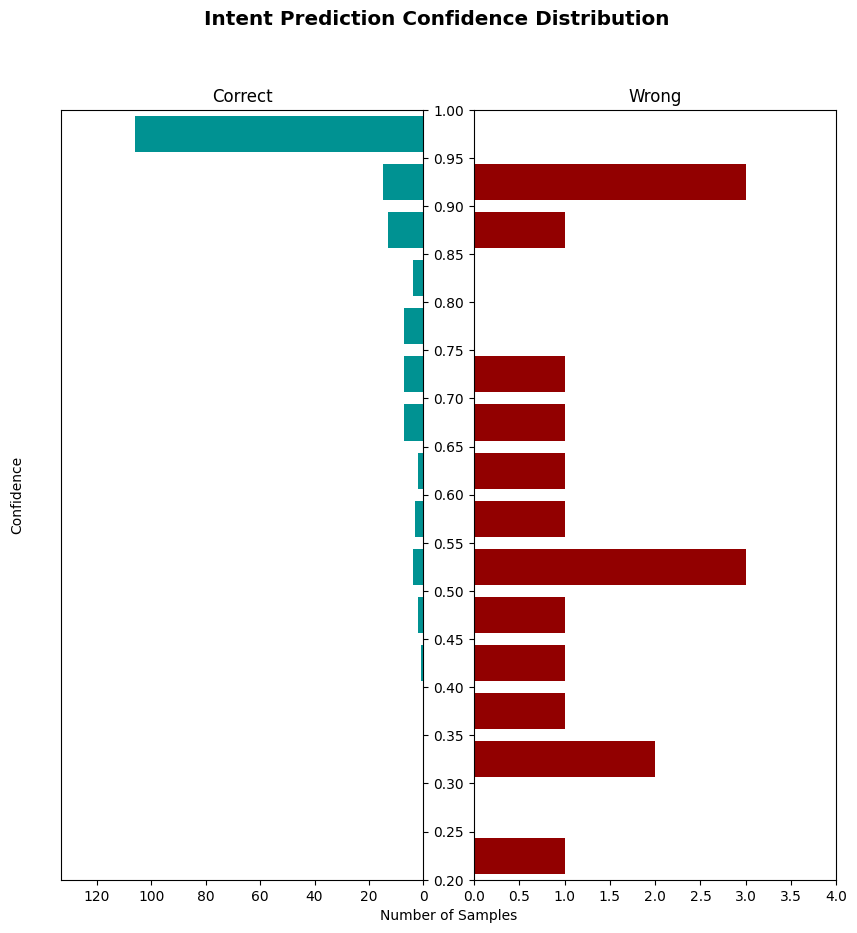 Intent Prediction Confidence Distribution
Correct
Wrong
1.00
0.95
0.90
0.85
0.80
0.75
0.70
0.65
0.60
0.55
0.50
0.45
0.40
0.35
0.30
0.25
0.20
Confidence
120 100 80 60 40 20 0
0.0 0.5 1.0 1.5 2.0 2.5 3.0 3.5 4.0
Number of Samples